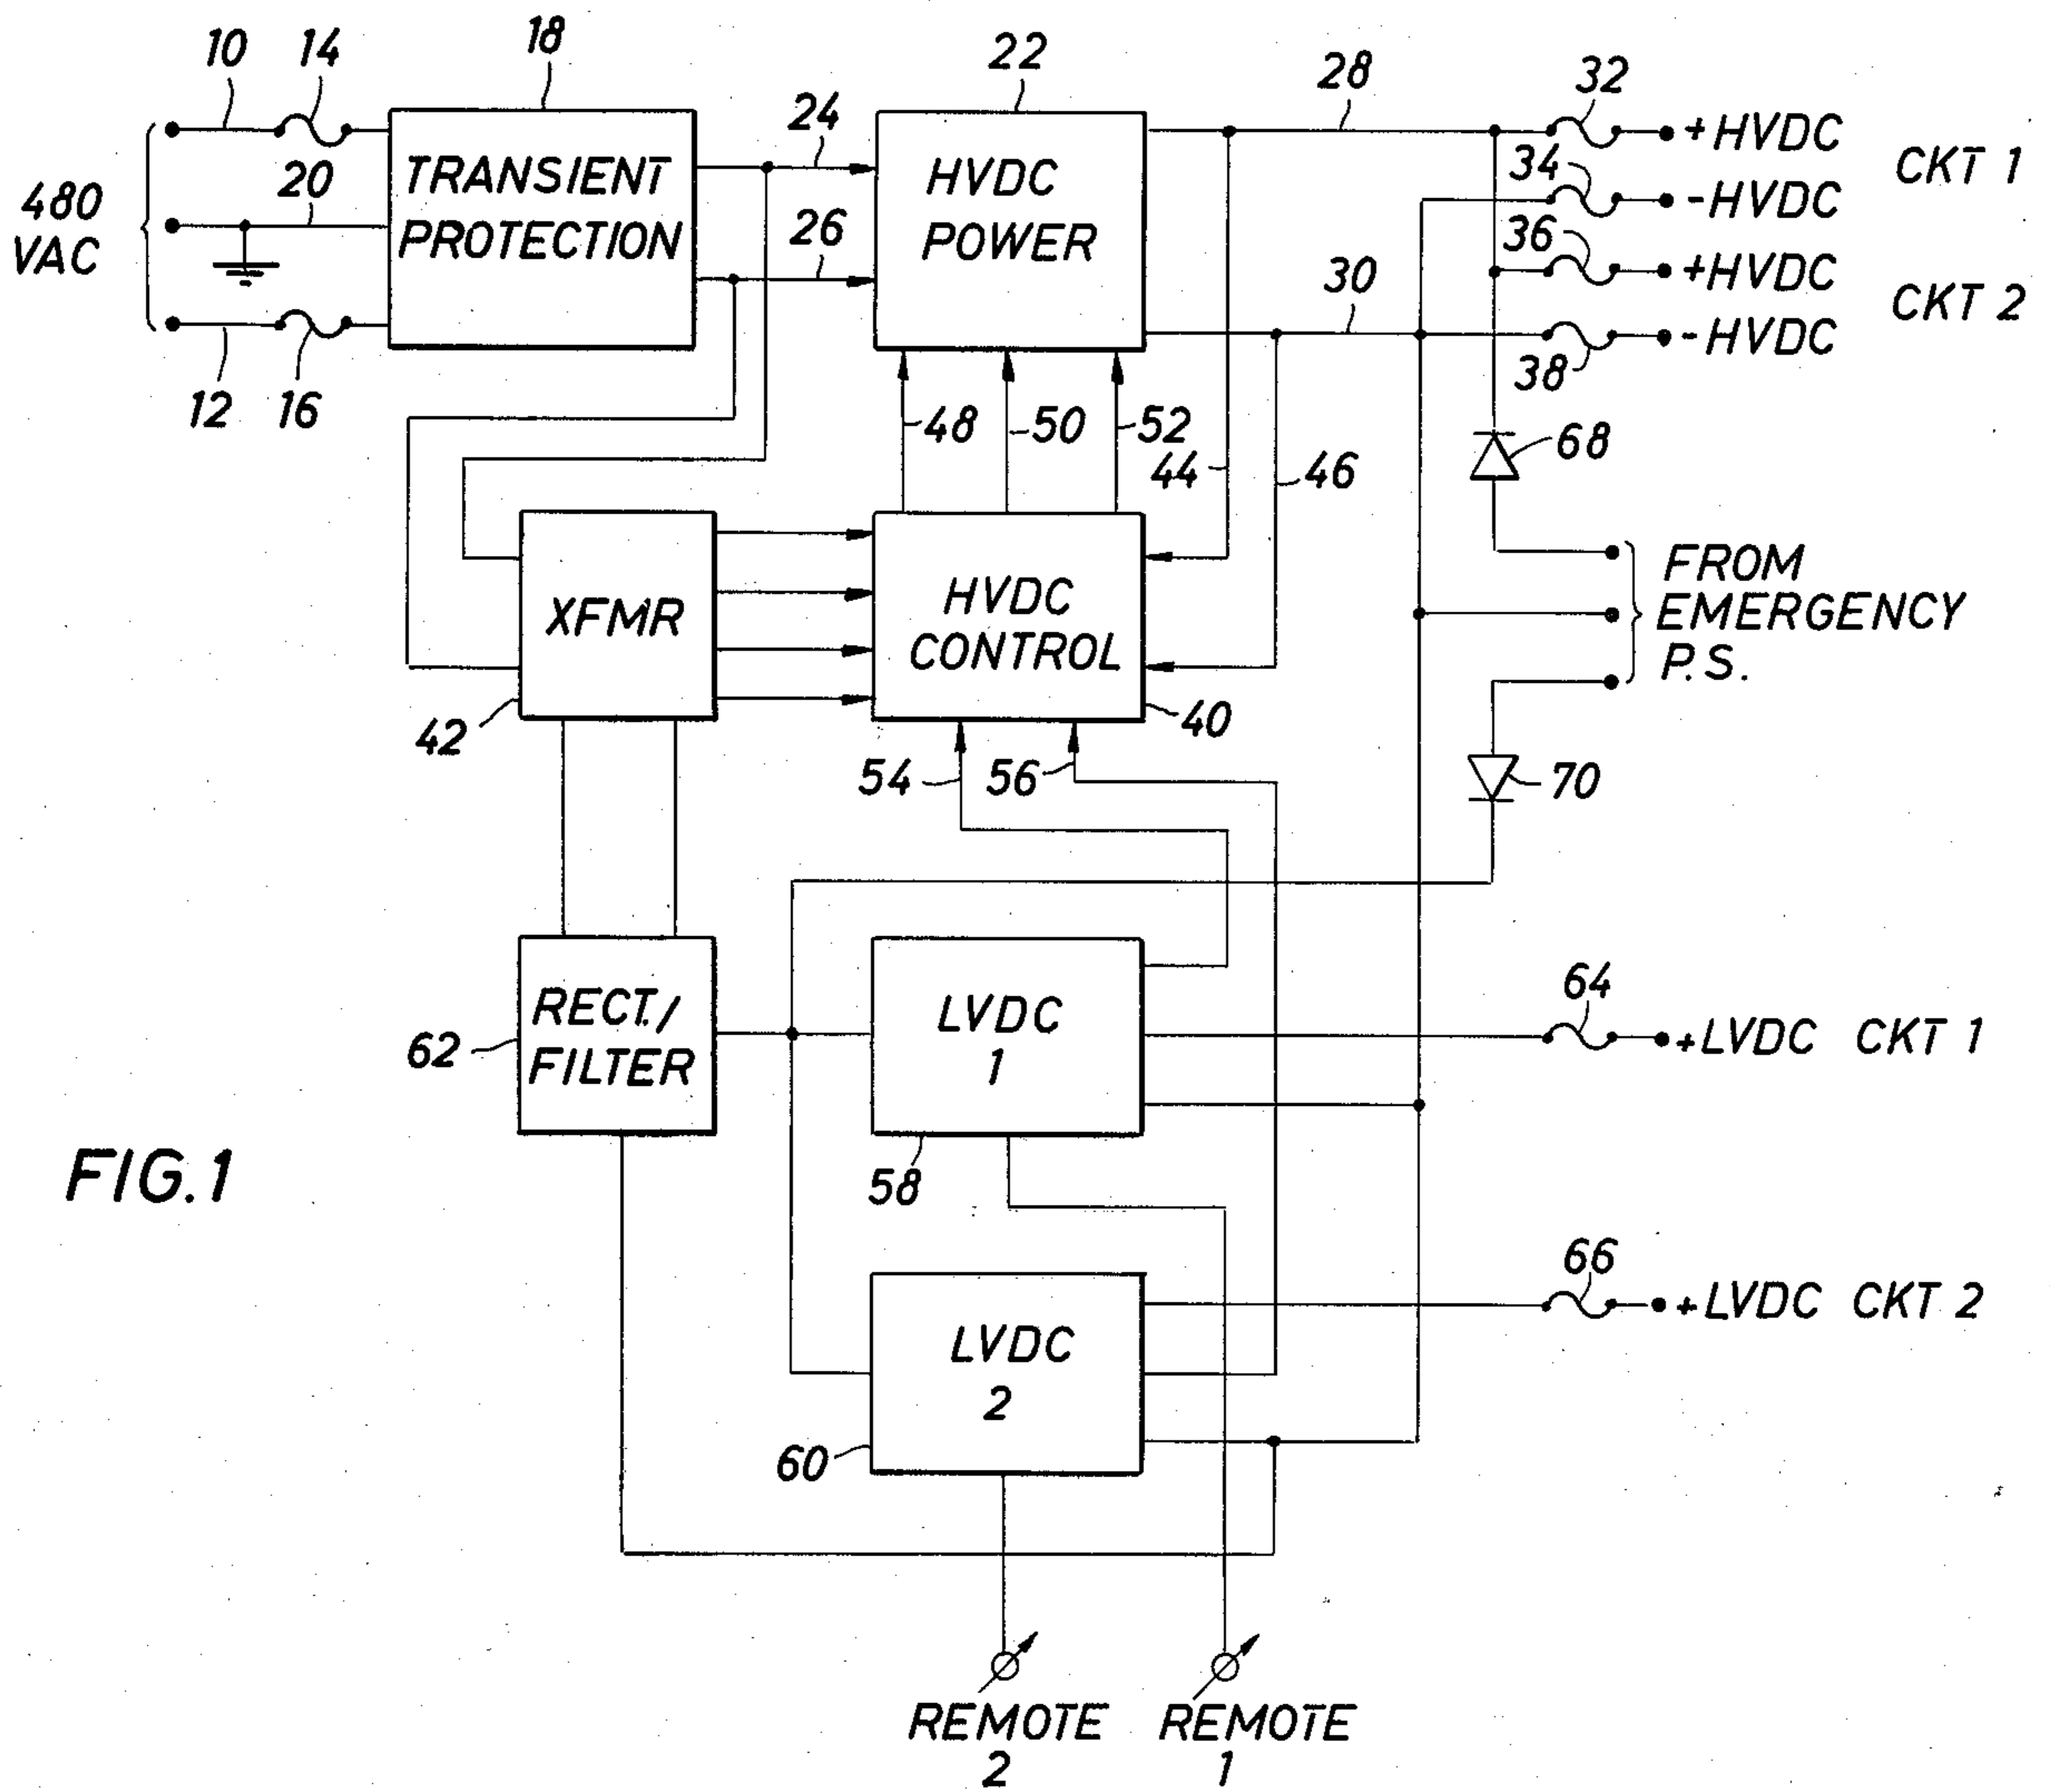 10
14
18
22
28
32
24
+HVDC
CKT 1
TRANSIENT
PROTECTION
HVDC
POWER
34
-HVDC
480
VAC
20
26
36
+HVDC
CKT 2
30
-HVDC
12
16
38
48
50
52
44
46
68
XFMR
HVDC
CONTROL
FROM
EMERGENCY
P.S.
42
40
54
56
70
RECT./
FILTER
62
LVDC
1
64
+LVDC CKT 1
58
FIG.1
66
+LVDC CKT 2
LVDC
2
60
REMOTE
2
REMOTE
1